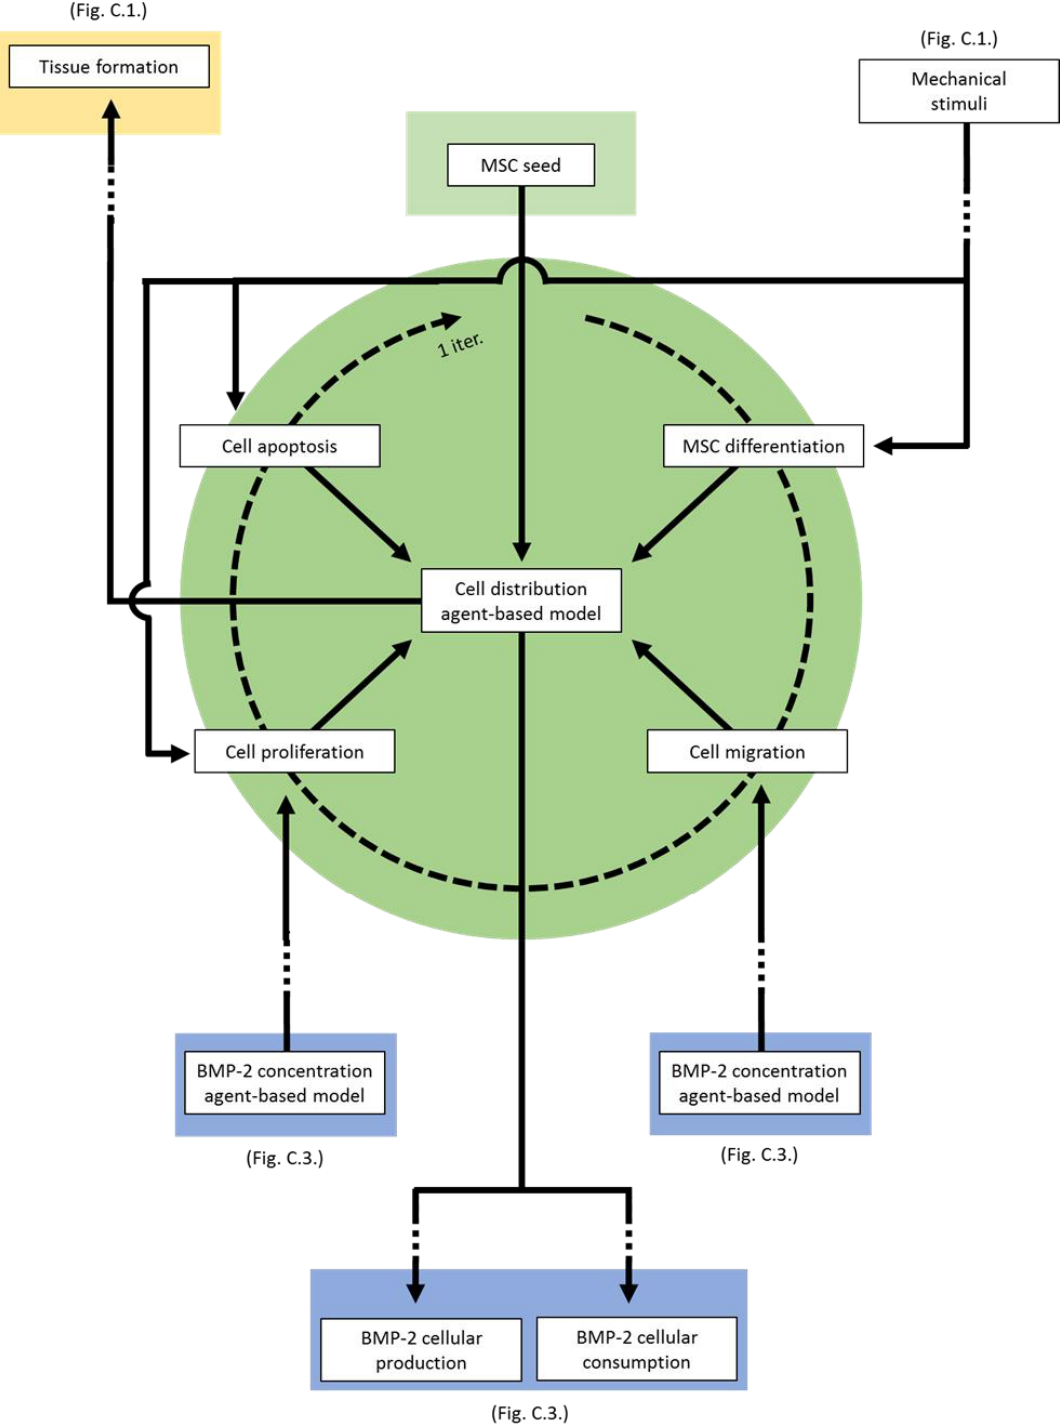 (Fig. C.1.)
Tissue formation
(Fig. C.1.)
Mechanical
stimuli
MSC seed
1 iter.
Cell apoptosis
MSC differentiation
Cell distribution
agent-based model
Cell proliferation
Cell migration
BMP-2 concentration
agent-based model
(Fig. C.3.)
BMP-2 concentration
agent-based model
(Fig. C.3.)
BMP-2 cellular
production
BMP-2 cellular
consumption
(Fig. C.3.)